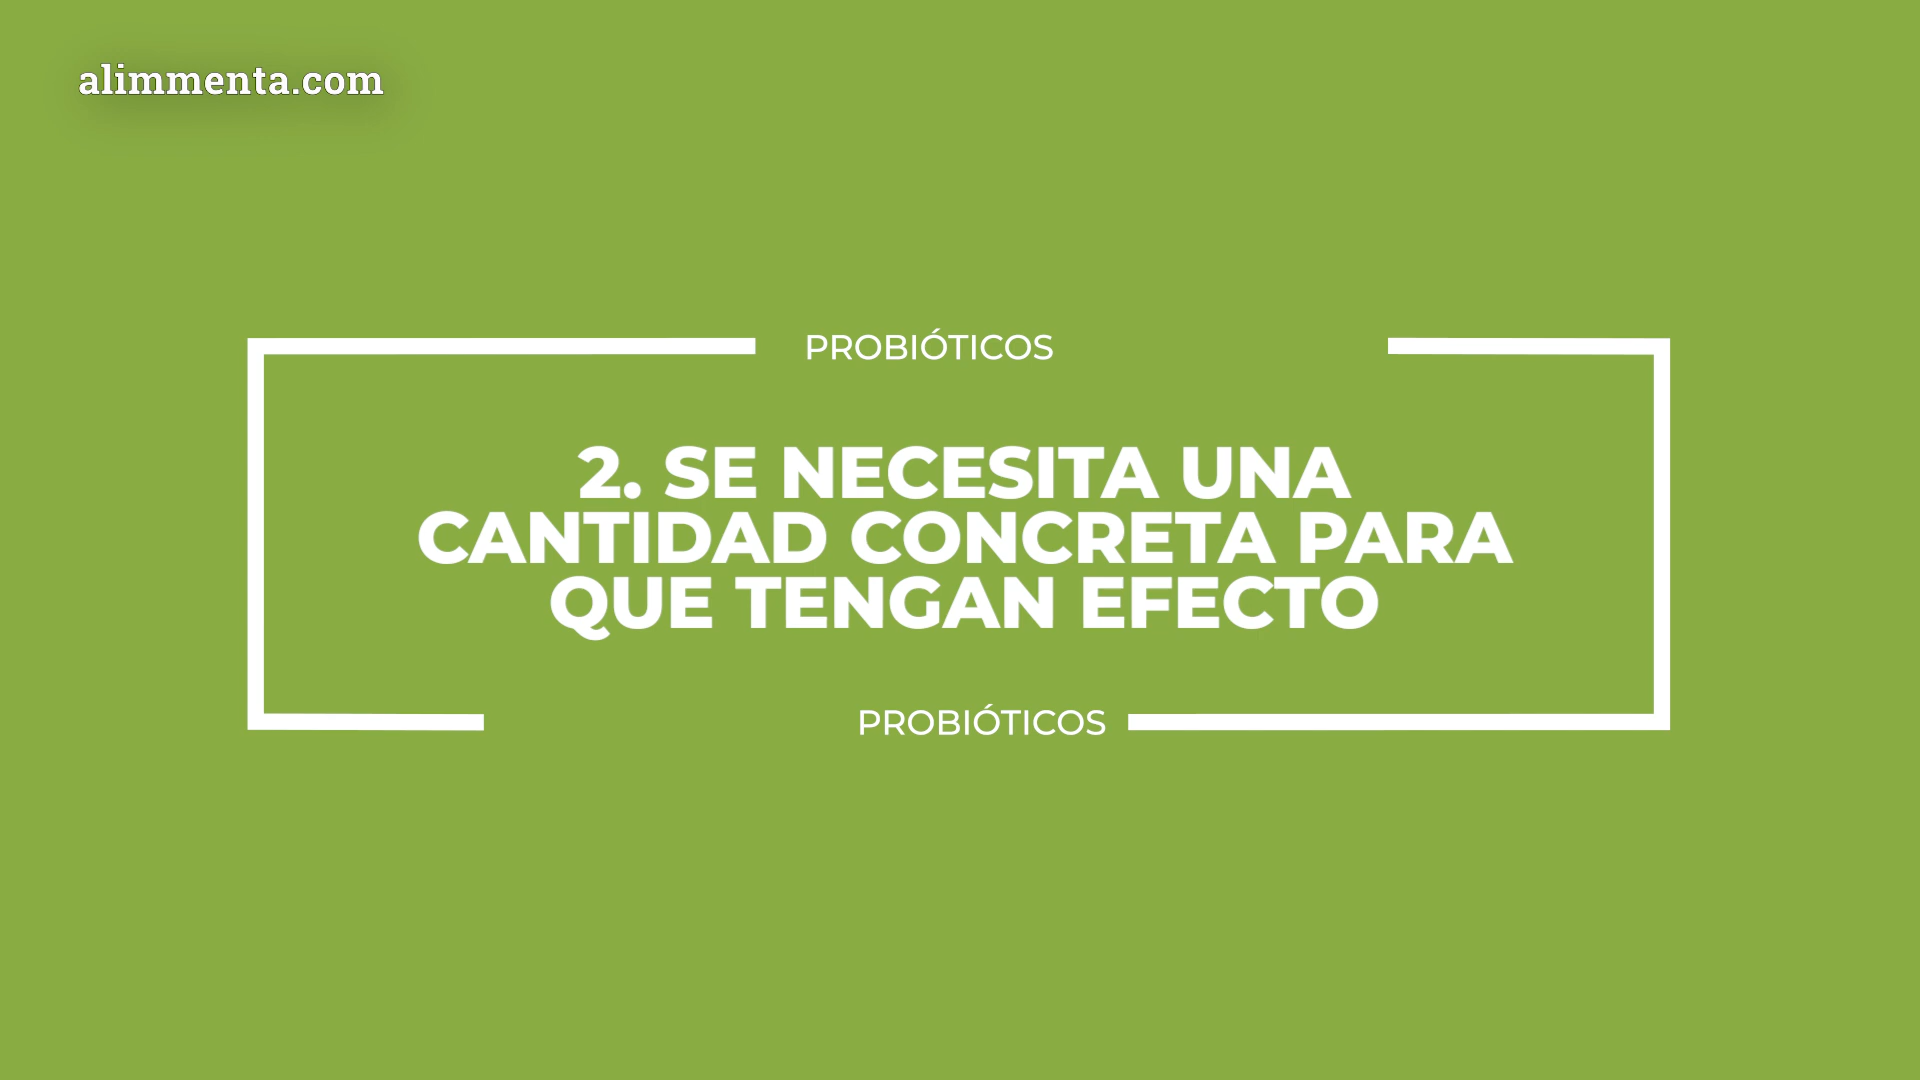 alimmenta.com
PROBIÓTICOS
2. SE NECESITA UNA
CANTIDAD CONCRETA PARA
QUE TENGAN EFECTO
PROBIÓTICOS